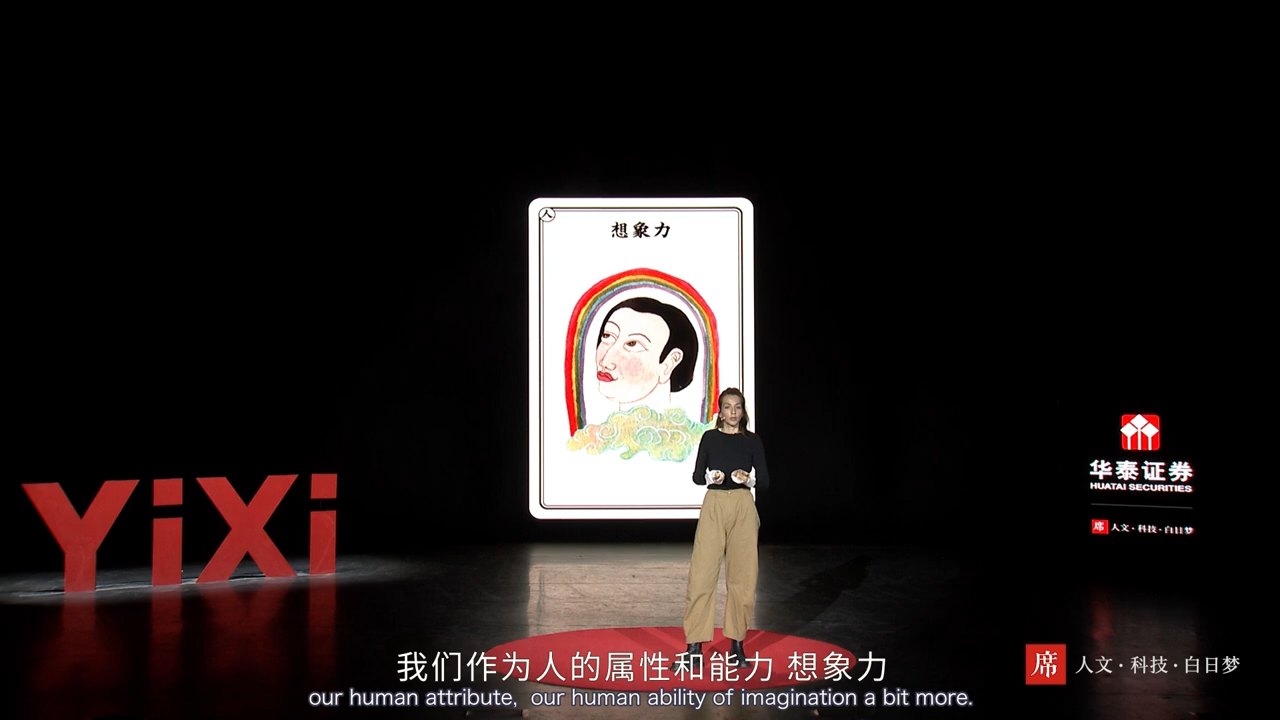 人
想象力
YiXi
华泰证券
HUATAI SECURITIES
席 人文·科技·白日梦
我们作为人的属性和能力 想象力
our human attribute, our human ability of imagination a bit more.
席 人文·科技·白日梦